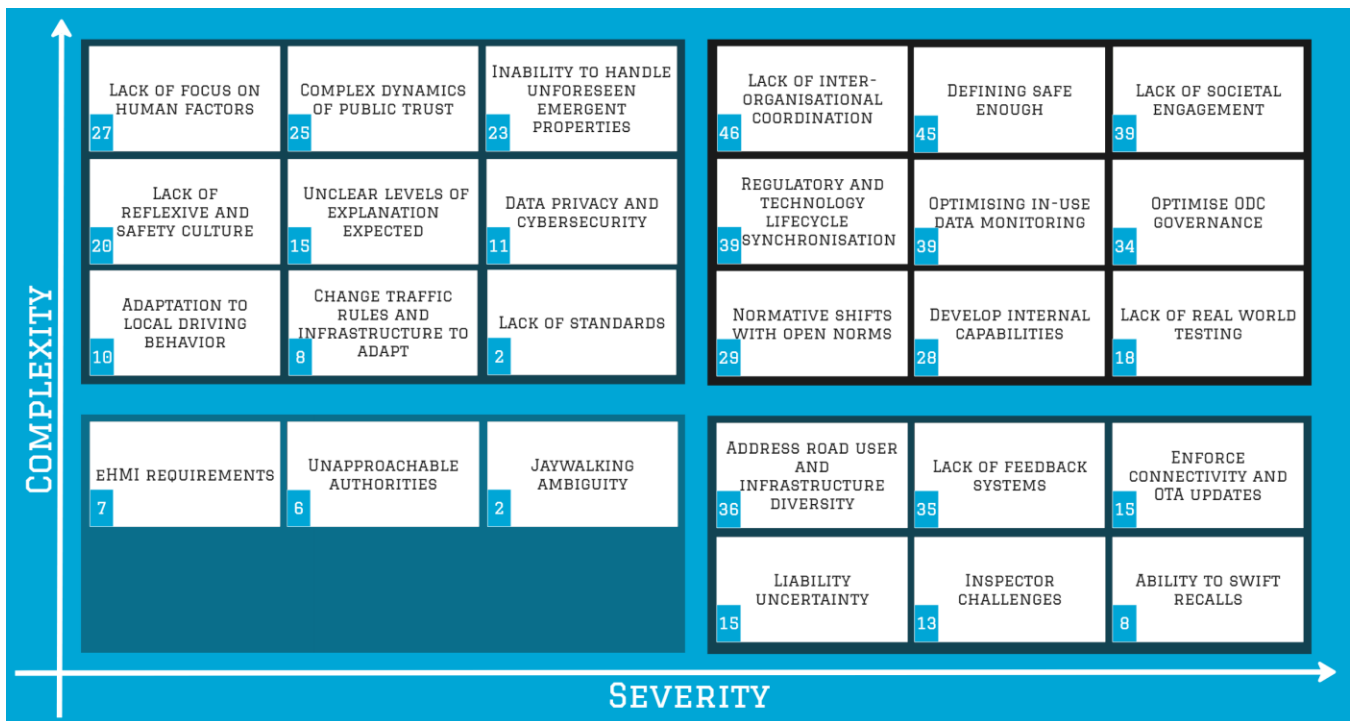 COMPLEXITY
LACK OF FOCUS ON
HUMAN FACTORS
27
COMPLEX DYNAMICS
OF PUBLIC TRUST
25
INABILITY TO HANDLE
UNFORESEEN
EMERGENT
PROPERTIES
23
LACK OF
REFLEXIVE AND
SAFETY CULTURE
20
UNCLEAR LEVELS OF
EXPLANATION
EXPECTED
15
DATA PRIVACY AND
CYBERSECURITY
11
ADAPTATION TO
LOCAL DRIVING
BEHAVIOR
10
CHANGE TRAFFIC
RULES AND
INFRASTRUCTURE TO
ADAPT
8
LACK OF STANDARDS
2
LACK OF INTER-
ORGANISATIONAL
COORDINATION
46
DEFINING SAFE
ENOUGH
45
LACK OF SOCIETAL
ENGAGEMENT
39
REGULATORY AND
TECHNOLOGY
LIFECYCLE
SYNCHRONISATION
39
OPTIMISING IN-USE
DATA MONITORING
39
OPTIMISE ODC
GOVERNANCE
34
NORMATIVE SHIFTS
WITH OPEN NORMS
29
DEVELOP INTERNAL
CAPABILITIES
28
LACK OF REAL WORLD
TESTING
18
eHMI REQUIREMENTS
7
UNAPPROACHABLE
AUTHORITIES
6
JAYWALKING
AMBIGUITY
2
ADDRESS ROAD USER
AND
INFRASTRUCTURE
DIVERSITY
36
LACK OF FEEDBACK
SYSTEMS
35
ENFORCE
CONNECTIVITY AND
OTA UPDATES
15
LIABILITY
UNCERTAINTY
15
INSPECTOR
CHALLENGES
13
ABILITY TO SWIFT
RECALLS
8
SEVERITY